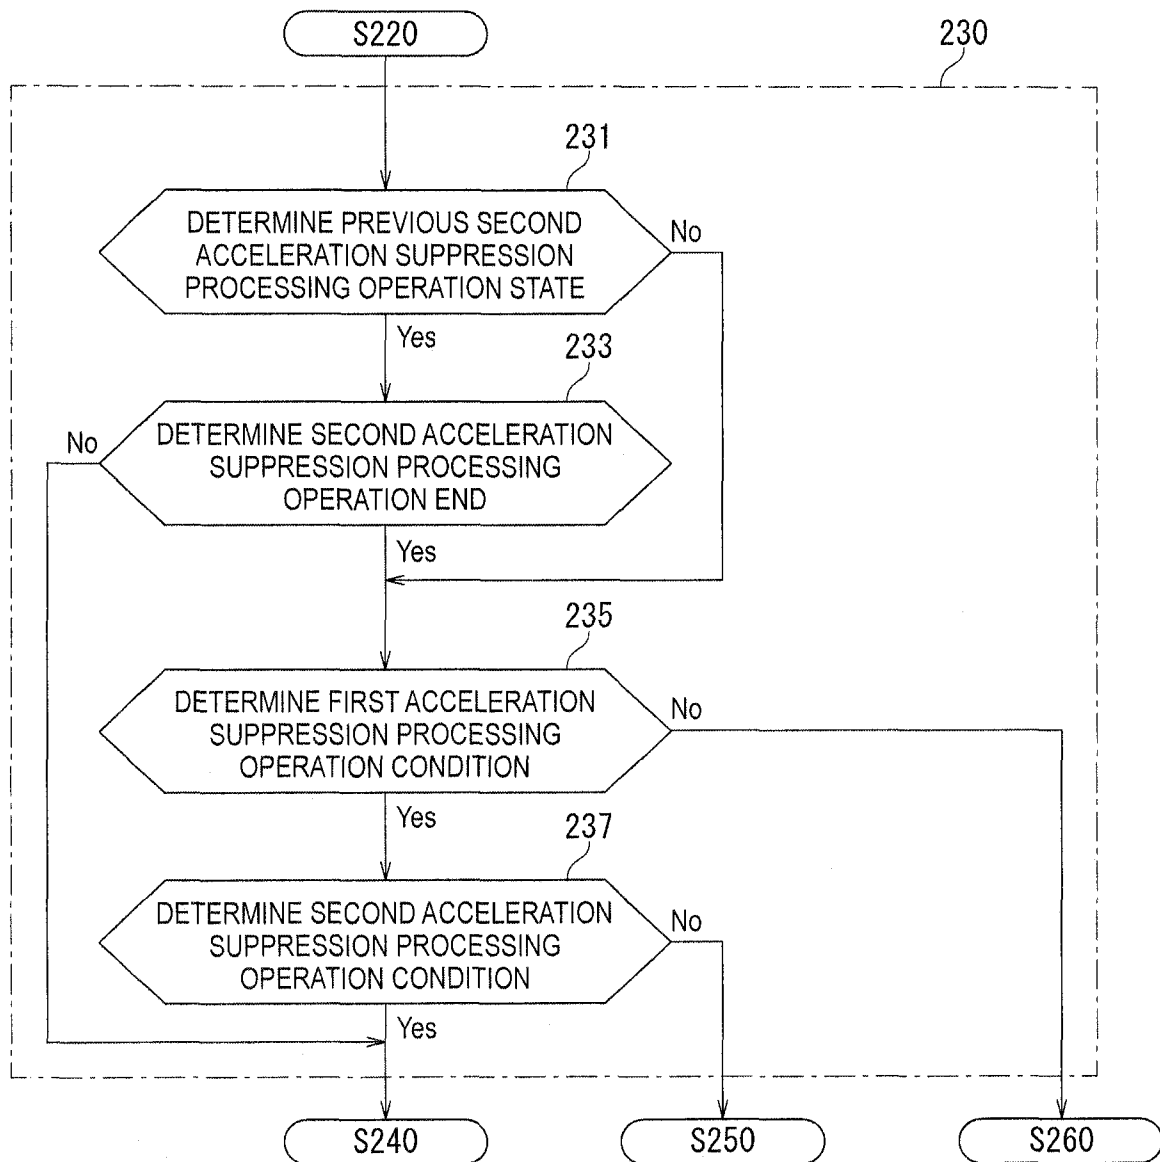 S220
230
231
DETERMINE PREVIOUS SECOND
ACCELERATION SUPPRESSION
PROCESSING OPERATION STATE
No
Yes
233
No
DETERMINE SECOND ACCELERATION
SUPPRESSION PROCESSING
OPERATION END
Yes
235
DETERMINE FIRST ACCELERATION
SUPPRESSION PROCESSING
OPERATION CONDITION
No
Yes
237
DETERMINE SECOND ACCELERATION
SUPPRESSION PROCESSING
OPERATION CONDITION
No
Yes
S240
S250
S260